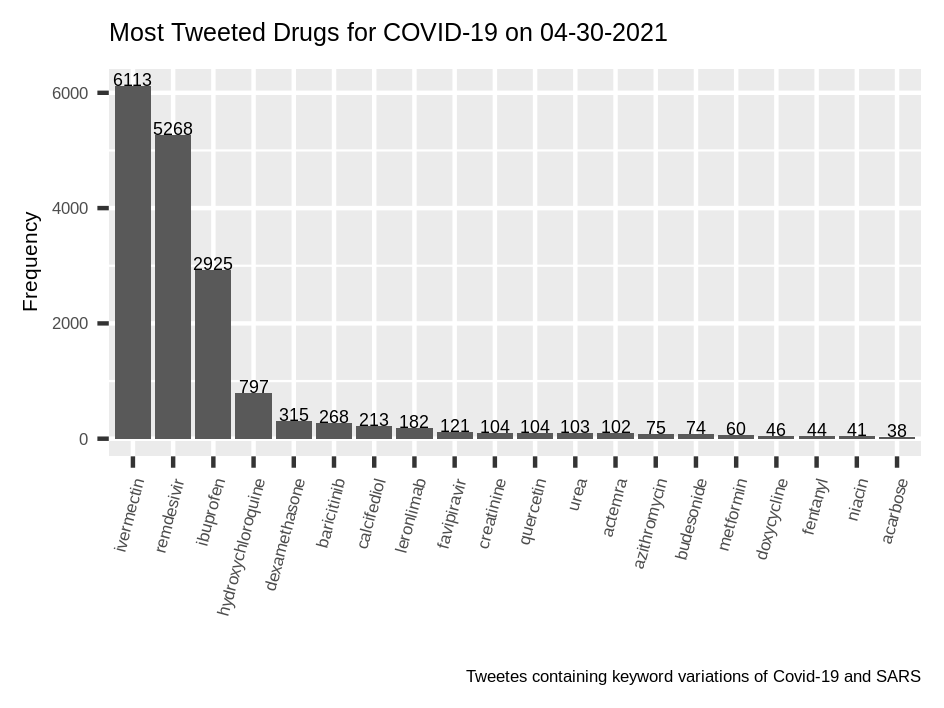 Most Tweeted Drugs for COVID-19 on 04-30-2021
Frequency
6000
4000
2000
0
6113
5268
2925
797
315
268
213
182
121
104
104
103
102
75
74
60
46
44
41
38
ivermectin
remdesivir
ibuprofen
hydroxychloroquine
dexamethasone
baricitinib
calcifediol
leronlimab
favipiravir
creatinine
quercetin
urea
actemra
azithromycin
budesonide
metformin
doxycycline
fentanyl
niacin
acarbose
Tweetes containing keyword variations of Covid-19 and SARS